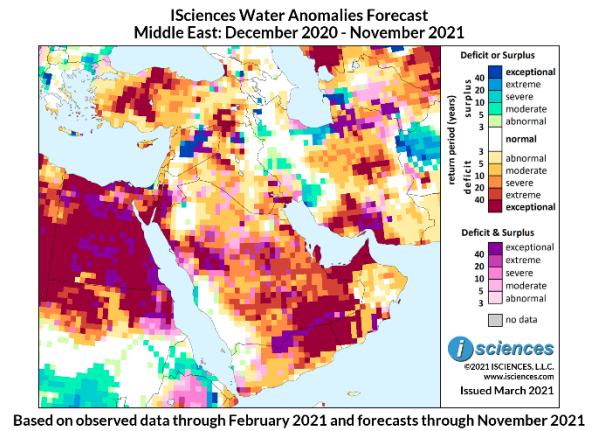 ISciences Water Anomalies Forecast
Middle East: December 2020 - November 2021
Deficit or Surplus
return period (years)
surplus
40
20
10
5
3
exceptional
extreme
severe
moderate
abnormal
normal
deficit
3
5
10
20
40
abnormal
moderate
severe
extreme
exceptional
Deficit & Surplus
40
20
10
5
3
exceptional
extreme
severe
moderate
abnormal
no data
isciences
©2021 ISCIENCES, L.L.C.
www.isciences.com
Issued March 2021
Based on observed data through February 2021 and forecasts through November 2021